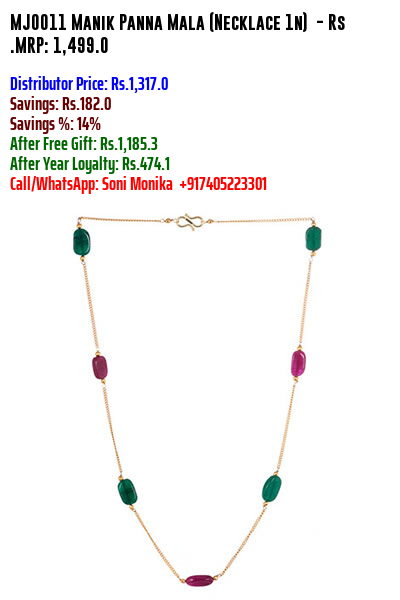 MJ0011 Manik Panna Mala (Necklace 1n) - Rs
.MRP: 1,499.0
Distributor Price: Rs.1,317.0
Savings: Rs.182.0
Savings %: 14%
After Free Gift: Rs.1,185.3
After Year Loyalty: Rs.474.1
Call/WhatsApp: Soni Monika +917405223301